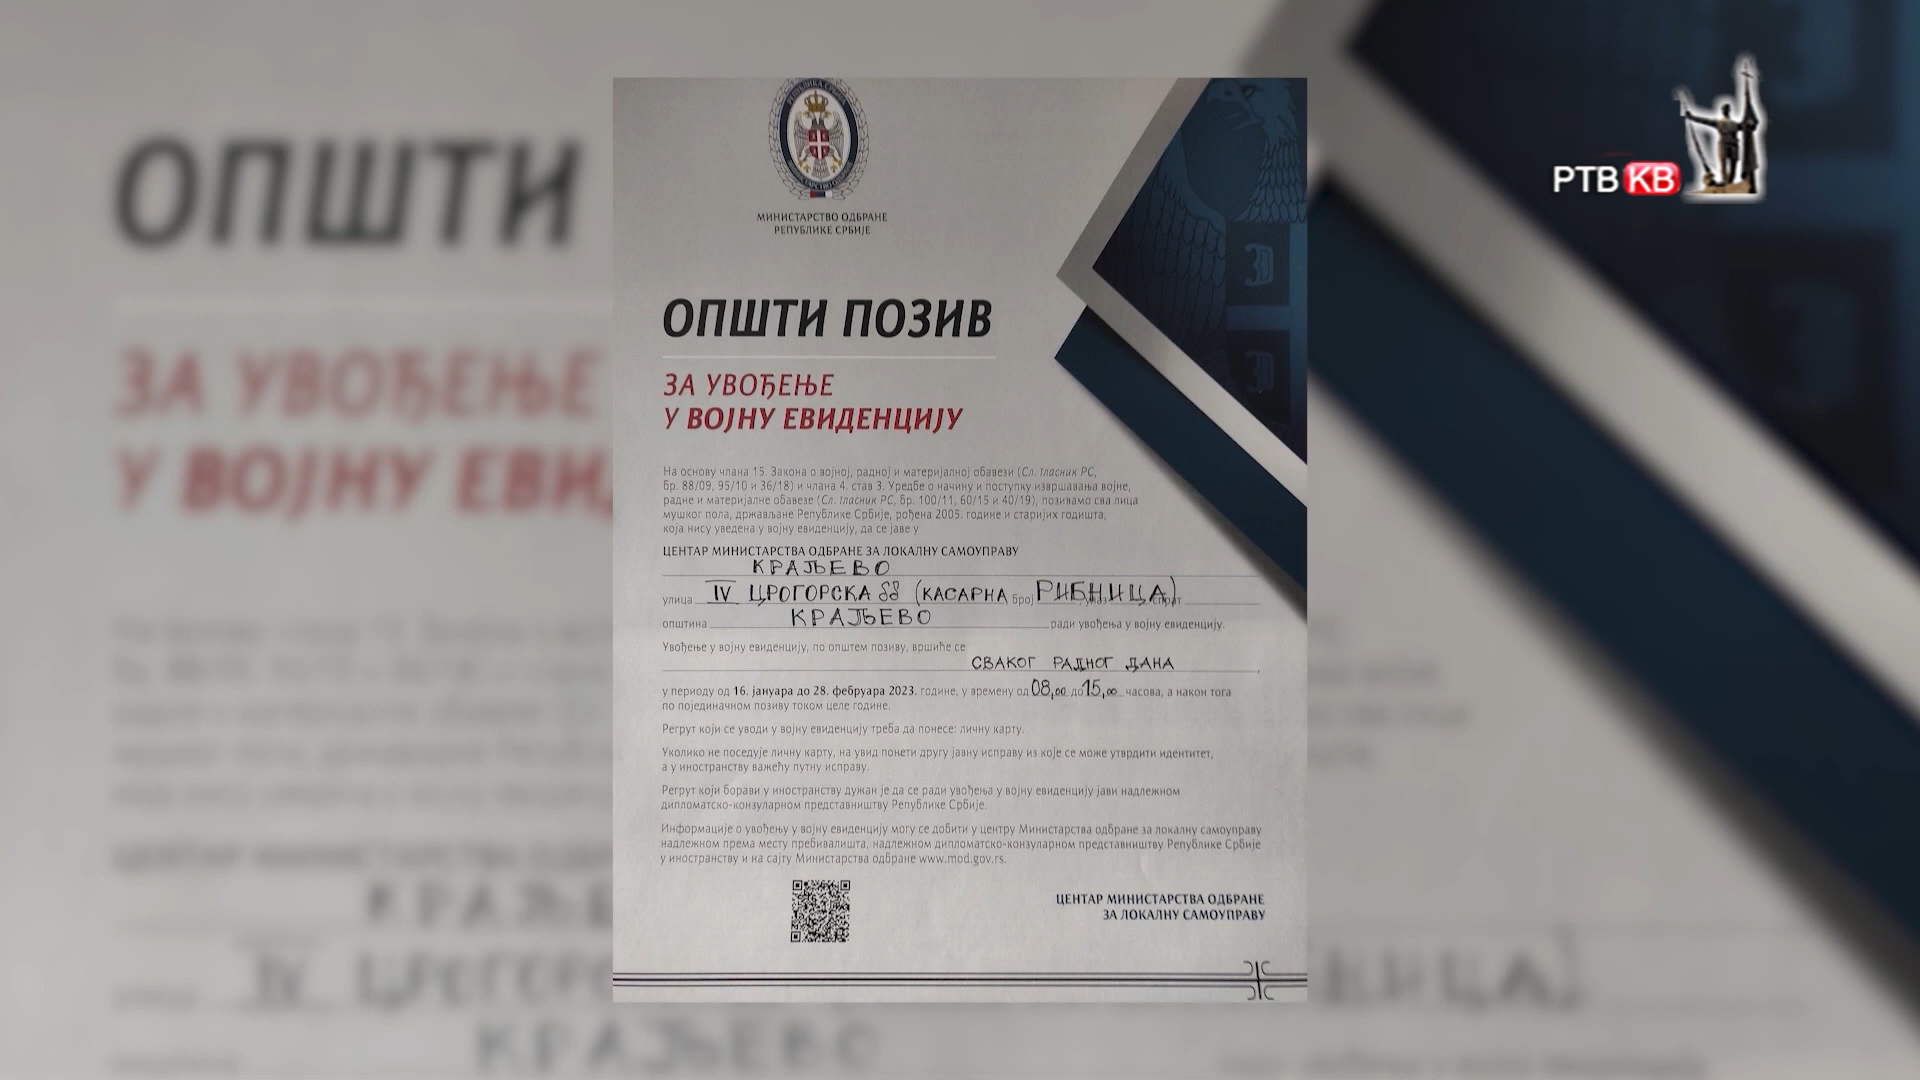 РТВ КВ
МИНИСТАРСТВО ОДБРАНЕ
РЕПУБЛИКЕ СРБИЈЕ
ОПШТИ ПОЗИВ
ЗА УВОЂЕЊЕ
У ВОЈНУ ЕВИДЕНЦИЈУ
На основу члана 15. Закона о војној, радној и материјалној обавези (Сл. гласник РС,
бр. 88/09, 95/10 и 36/18) и члана 4. став 3. Уредбе о начину и поступку извршавања војне,
радне и материјалне обавезе (Сл. гласник РС, бр. 100/11, 60/15 и 40/19), позивамо сва лица
мушког пола, држављане Републике Србије, рођена 2005. године и старијих годишта,
која нису уведена у војну евиденцију, да се јаве у
ЦЕНТАР МИНИСТАРСТВА ОДБРАНЕ ЗА ЛОКАЛНУ САМОУПРАВУ
КРАЉЕВО
улица IV ЦРОГОРСКА ББ (КАСАРНА број РИБНИЦА) спрат
општина КРАЉЕВО ради увођења у војну евиденцију.
Увођење у војну евиденцију, по општем позиву, вршиће се
СВАКОГ РАДНОГ ДАНА
у периоду од 16. јануара до 28. фебруара 2023. године, у времену од 08,00 до 15,00 часова, а након тога
по појединачном позиву током целе године.
Регрут који се уводи у војну евиденцију треба да понесе: личну карту.
Уколико не поседује личну карту, на увид понети другу јавну исправу из које се може утврдити идентитет,
а у иностранству важећу путну исправу.
Регрут који борави у иностранству дужан је да се ради увођења у војну евиденцију јави надлежном
дипломатско-конзуларном представништву Републике Србије.
Информације о увођењу у војну евиденцију могу се добити у центру Министарства одбране за локалну самоуправу
надлежном према месту пребивалишта, надлежном дипломатско-конзуларном представништву Републике Србије
у иностранству и на сајту Министарства одбране www.mod.gov.rs.
ЦЕНТАР МИНИСТАРСТВА ОДБРАНЕ
ЗА ЛОКАЛНУ САМОУПРАВУ